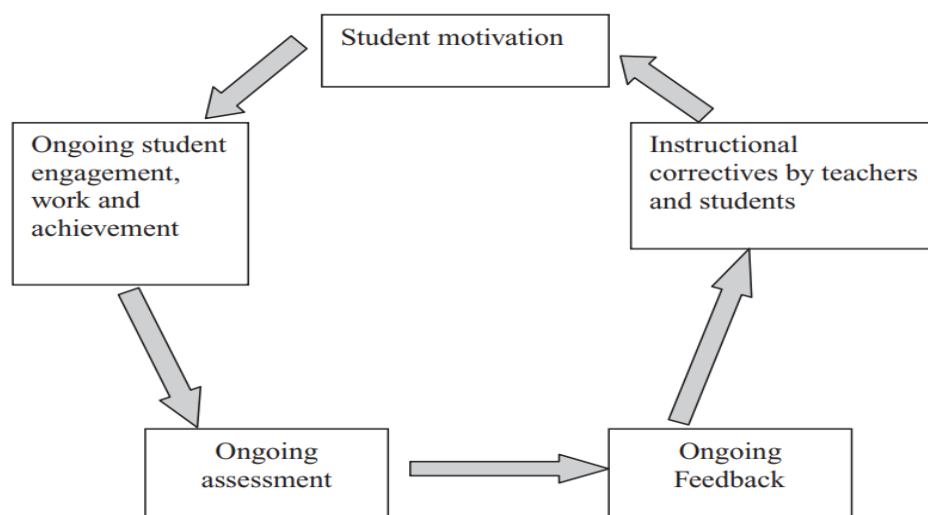 Student motivation
Ongoing student
engagement,
work and
achievement
Instructional
correctives by teachers
and students
Ongoing
assessment
Ongoing
Feedback